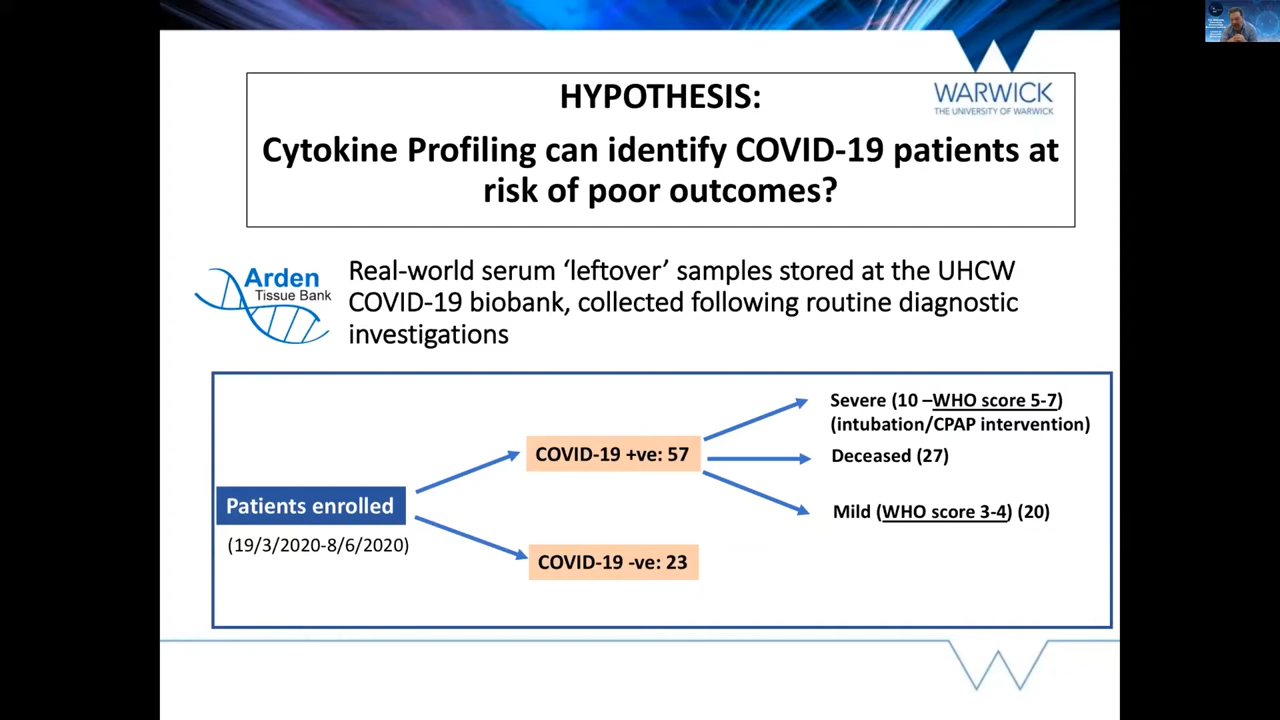 HYPOTHESIS:
WARWICK
THE UNIVERSITY OF WARWICK
Cytokine Profiling can identify COVID-19 patients at
risk of poor outcomes?
Arden
Tissue Bank
Real-world serum ‘leftover’ samples stored at the UHCW
COVID-19 biobank, collected following routine diagnostic
investigations
Severe (10 –WHO score 5-7)
(intubation/CPAP intervention)
COVID-19 +ve: 57
Deceased (27)
Patients enrolled
Mild (WHO score 3-4) (20)
(19/3/2020-8/6/2020)
COVID-19 -ve: 23